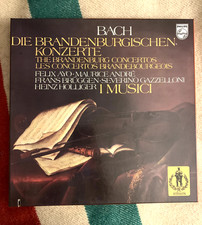 PHILIPS
BACH
DIE BRANDENBURGISCHEN
KONZERTE
THE BRANDENBURG CONCERTOS
LES CONCERTOS BRANDEBOURGEOIS
FELIX AYO·MAURICE ANDRÉ
FRANS BRÜGGEN·SEVERINO GAZZELLONI
HEINZ HOLLIGER I MUSICI